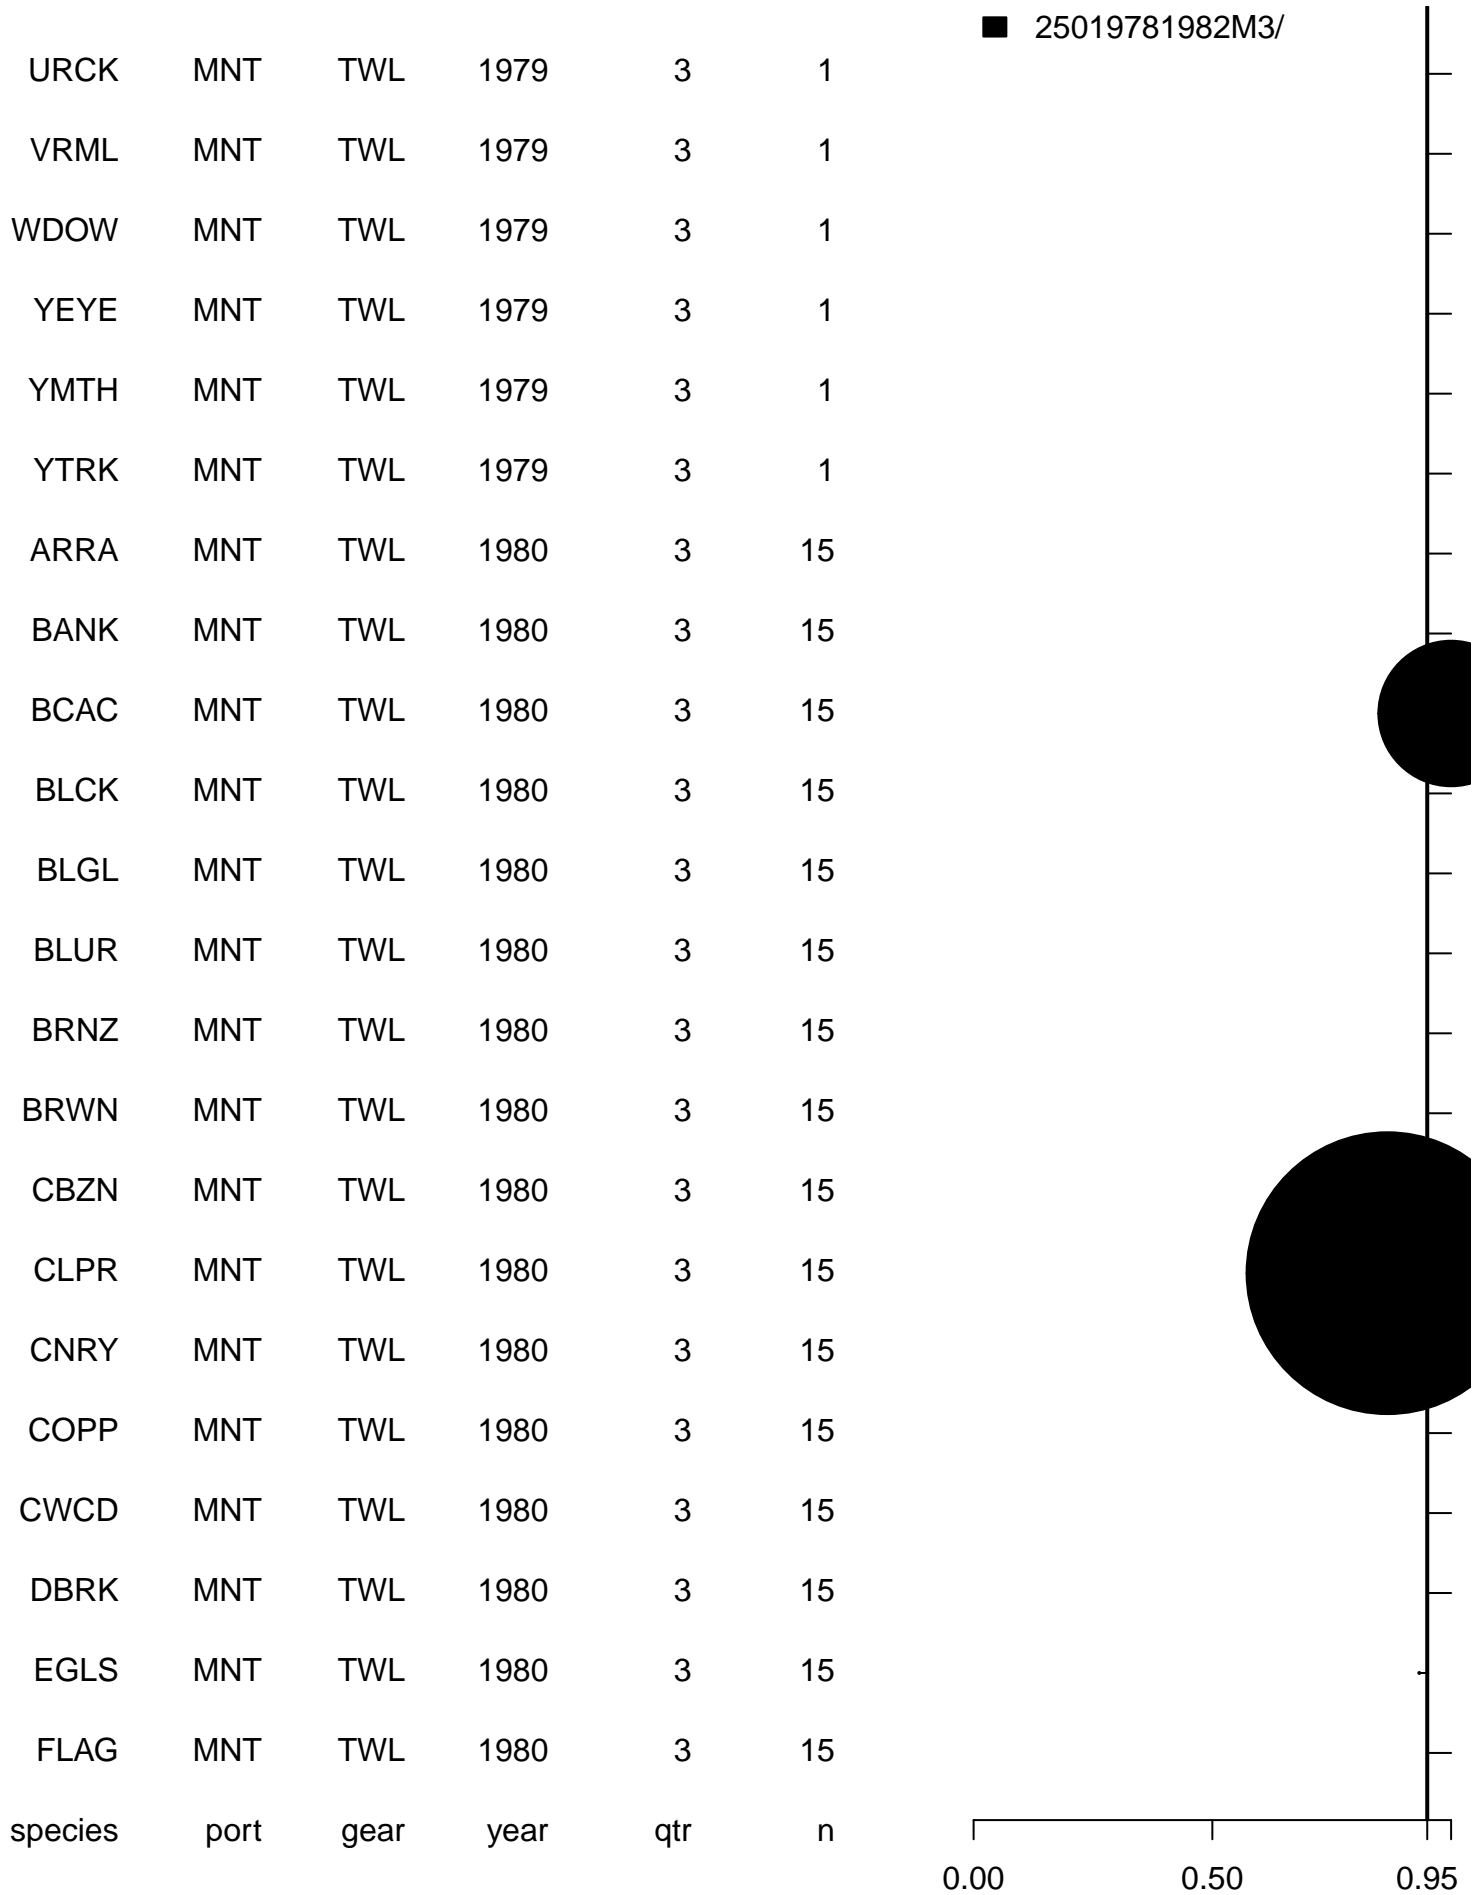 25019781982M3/
URCK MNT TWL 1979 3 1
VRML MNT TWL 1979 3 1
WDOW MNT TWL 1979 3 1
YEYE MNT TWL 1979 3 1
YMTH MNT TWL 1979 3 1
YTRK MNT TWL 1979 3 1
ARRA MNT TWL 1980 3 15
BANK MNT TWL 1980 3 15
BCAC MNT TWL 1980 3 15
BLCK MNT TWL 1980 3 15
BLGL MNT TWL 1980 3 15
BLUR MNT TWL 1980 3 15
BRNZ MNT TWL 1980 3 15
BRWN MNT TWL 1980 3 15
CBZN MNT TWL 1980 3 15
CLPR MNT TWL 1980 3 15
CNRY MNT TWL 1980 3 15
COPP MNT TWL 1980 3 15
CWCD MNT TWL 1980 3 15
DBRK MNT TWL 1980 3 15
EGLS MNT TWL 1980 3 15
FLAG MNT TWL 1980 3 15
species port gear year qtr n
0.00 0.50 0.95